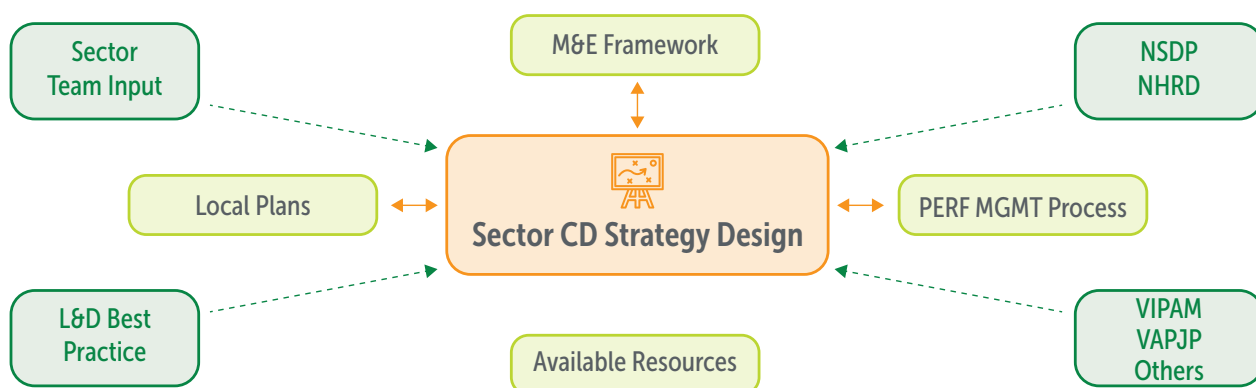 Sector
Team Input
M&E Framework
NSDP
NHRD
Local Plans
Sector CD Strategy Design
PERF MGMT Process
L&D Best
Practice
Available Resources
VIPAM
VAPJP
Others